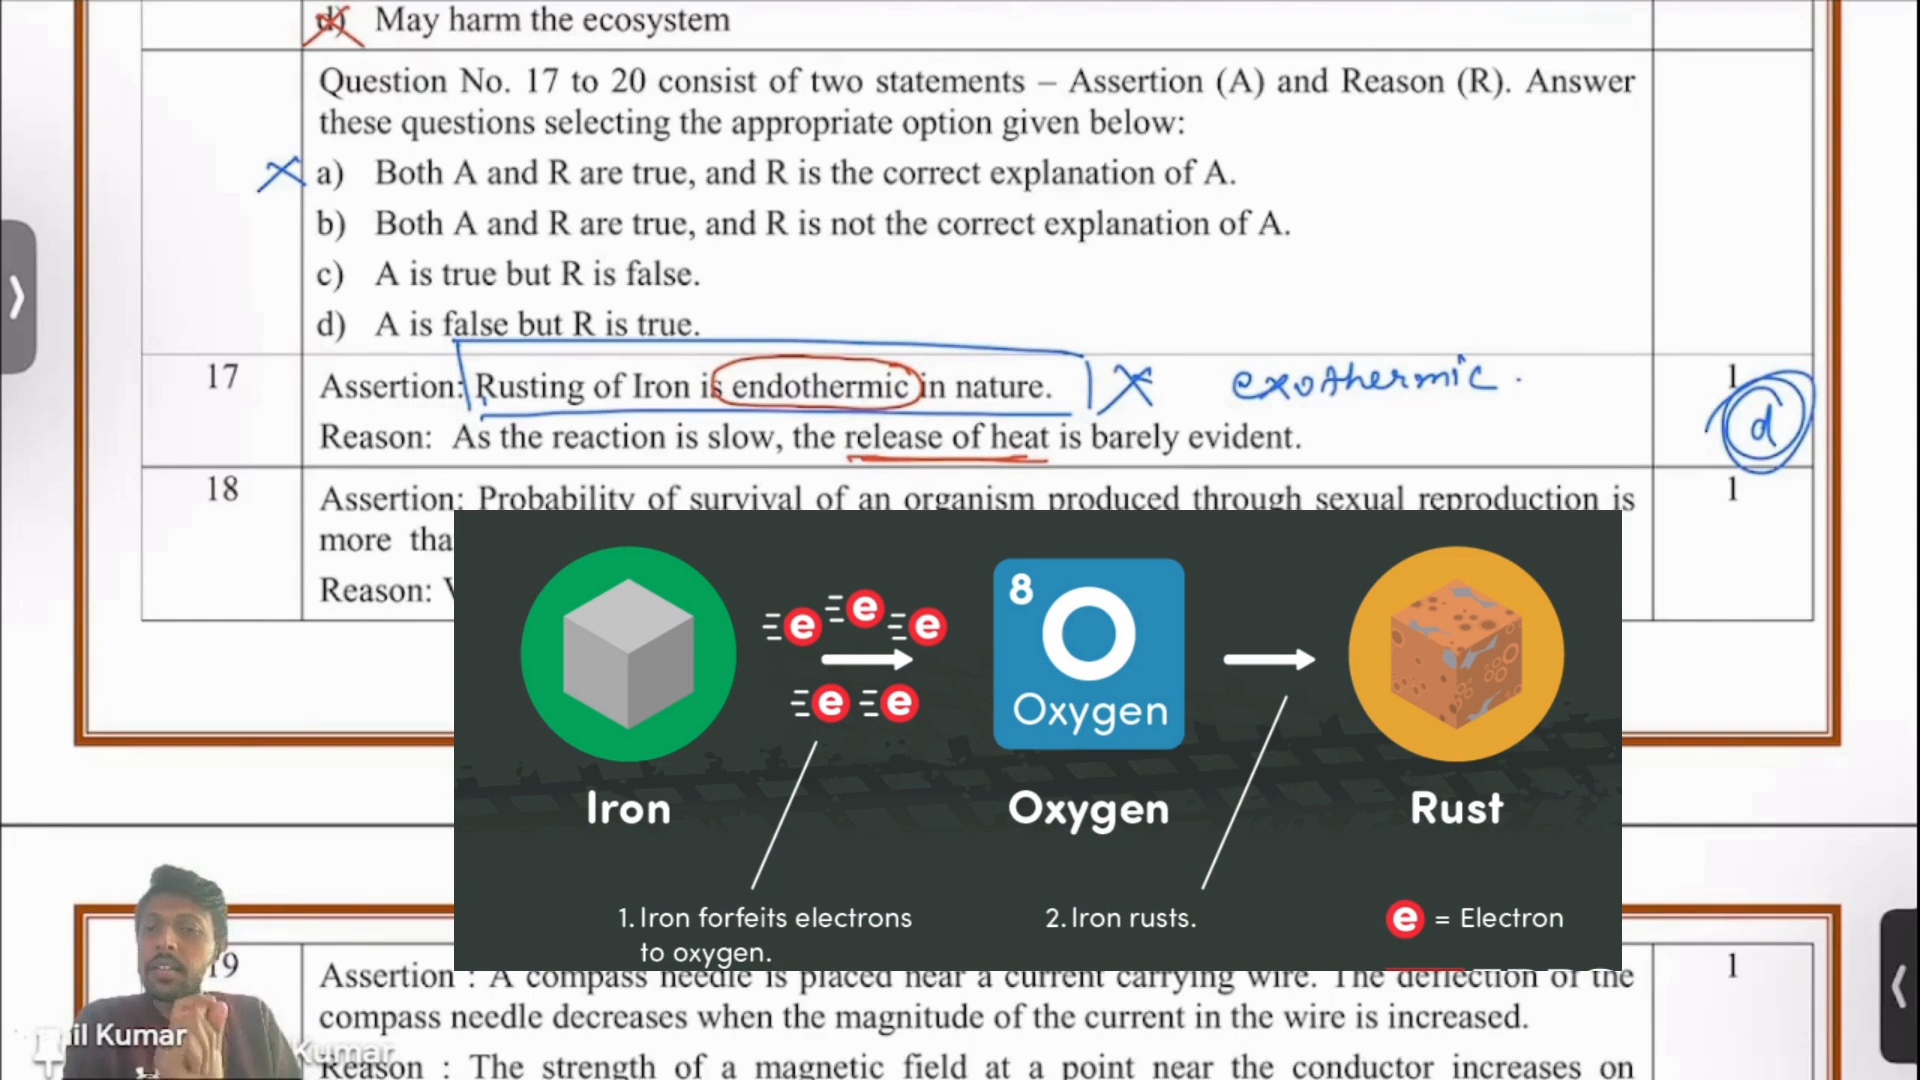 d) May harm the ecosystem
Question No. 17 to 20 consist of two statements – Assertion (A) and Reason (R). Answer
these questions selecting the appropriate option given below:
a) Both A and R are true, and R is the correct explanation of A.
b) Both A and R are true, and R is not the correct explanation of A.
c) A is true but R is false.
d) A is false but R is true.
17 Assertion: Rusting of Iron is endothermic in nature. exothermic. 1
Reason: As the reaction is slow, the release of heat is barely evident. d
18 Assertion: Probability of survival of an organism produced through sexual reproduction is 1
more tha
Reason:
e e e
e e
8
O
Oxygen
Iron Oxygen Rust
1. Iron forfeits electrons
to oxygen.
2. Iron rusts.
e = Electron
19 Assertion : A compass needle is placed near a current carrying wire. The deflection of the 1
compass needle decreases when the magnitude of the current in the wire is increased.
Reason : The strength of a magnetic field at a point near the conductor increases on
il Kumar
Kumar